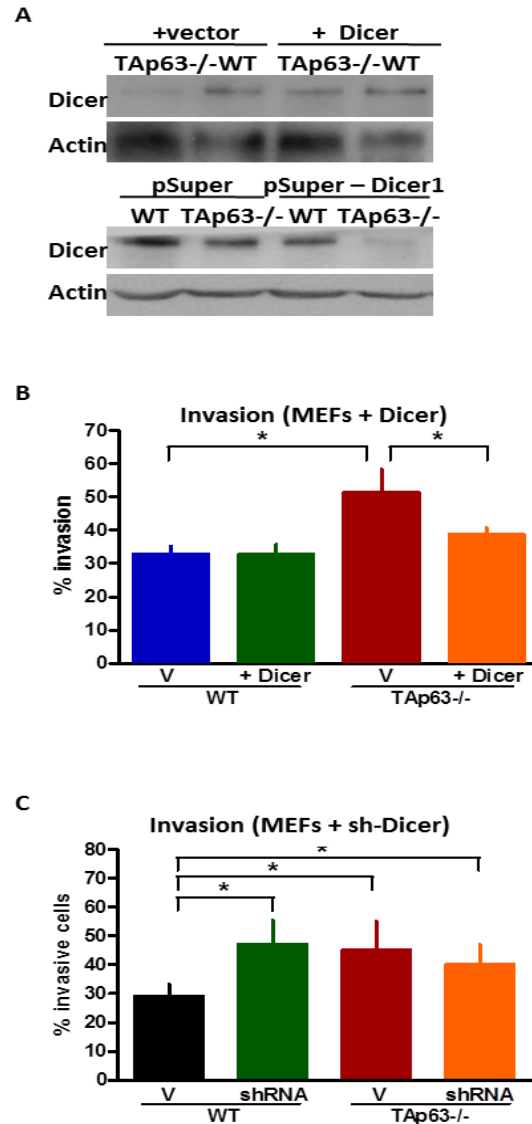 A
+vector + Dicer
TAp63-/-WT TAp63-/-WT
Dicer
Actin
pSuper pSuper – Dicer1
WT TAp63-/- WT TAp63-/-
Dicer
Actin
B
Invasion (MEFs + Dicer)
70
60
50
40
30
20
10
0
% invasion
* *
V + Dicer V + Dicer
WT TAp63-/-
C
Invasion (MEFs + sh-Dicer)
80
70
60
50
40
30
20
10
0
% invasive cells
*
*
*
V shRNA V shRNA
WT TAp63-/-